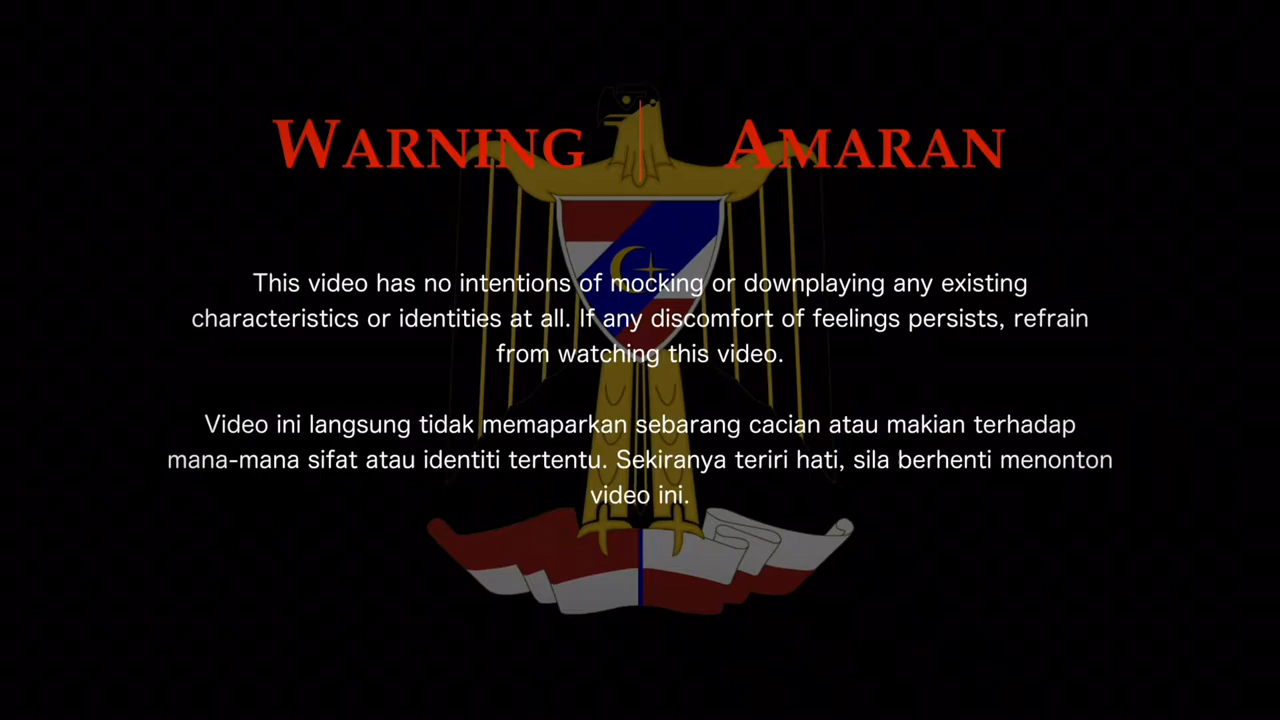 WARNING | AMARAN
This video has no intentions of mocking or downplaying any existing
characteristics or identities at all. If any discomfort of feelings persists, refrain
from watching this video.
Video ini langsung tidak memaparkan sebarang cacian atau makian terhadap
mana-mana sifat atau identiti tertentu. Sekiranya teriri hati, sila berhenti menonton
video ini.